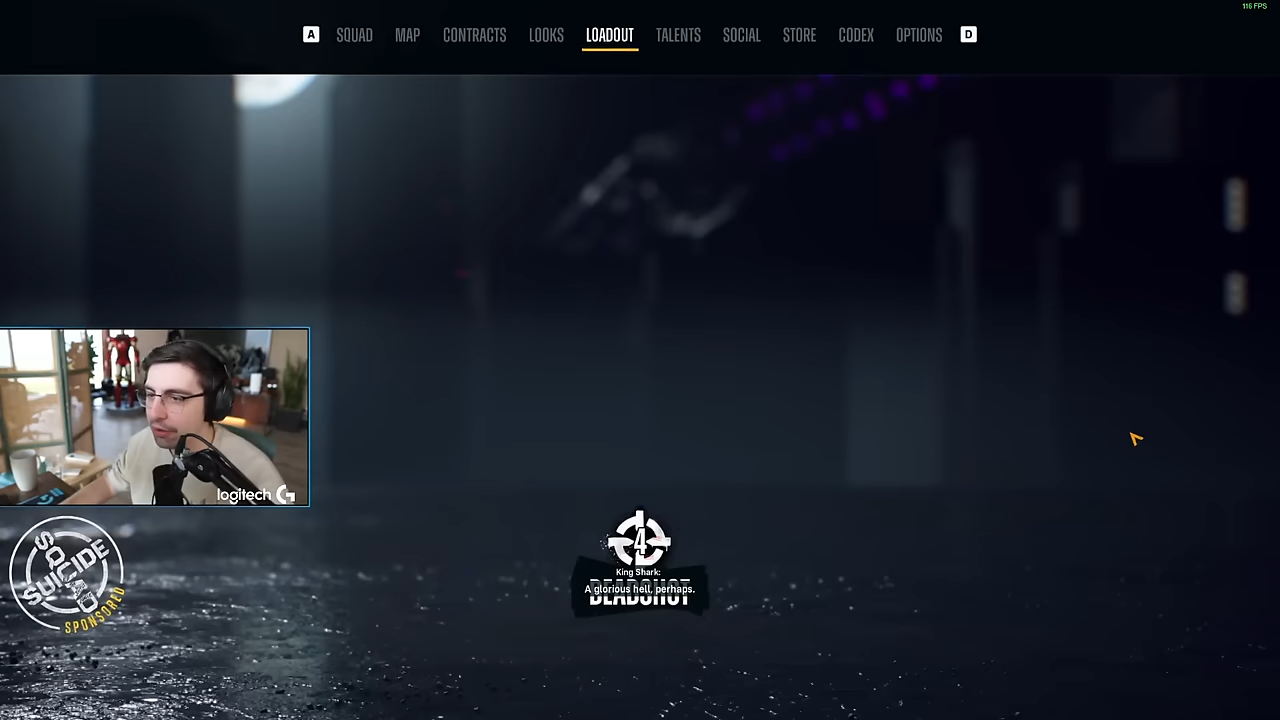 116 FPS
A SQUAD MAP CONTRACTS LOOKS LOADOUT TALENTS SOCIAL STORE CODEX OPTIONS D
logitech G
SUICIDE
SQUAD
SPONSORED
4
King Shark:
A glorious hell, perhaps.
DEADSHOT